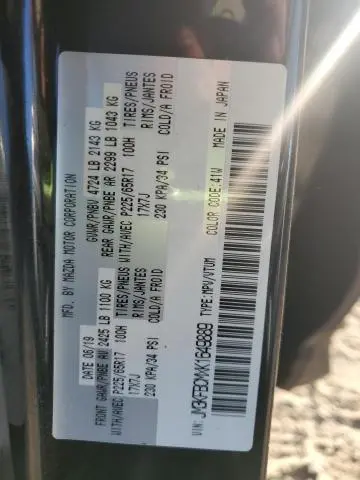 MFD. BY MAZDA MOTOR CORPORATION
DATE 06/19 GVWR/PNBV 4724 LB 2143 KG
FRONT GAWR/PNBE AV 2425 LB 1100 KG REAR GAWR/PNBE AR 2299 LB 1043 KG
WITH/AVEC P225/65R17 100H TIRES/PNEUS WITH/AVEC P225/65R17 100H TIRES/PNEUS
17X7J RIMS/JANTES 17X7J RIMS/JANTES
230 KPA/34 PSI COLD/A FROID 230 KPA/34 PSI COLD/A FROID
COLOR/CODE:41W MADE IN JAPAN
TYPE:MPV/VTUM
VIN: